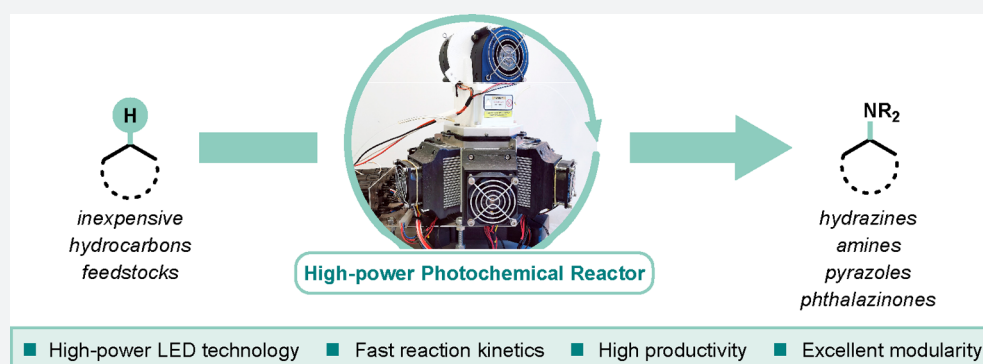 H
inexpensive
hydrocarbons
feedstocks
High-power Photochemical Reactor
NR₂
hydrazines
amines
pyrazoles
phthalazinones
High-power LED technology
Fast reaction kinetics
High productivity
Excellent modularity